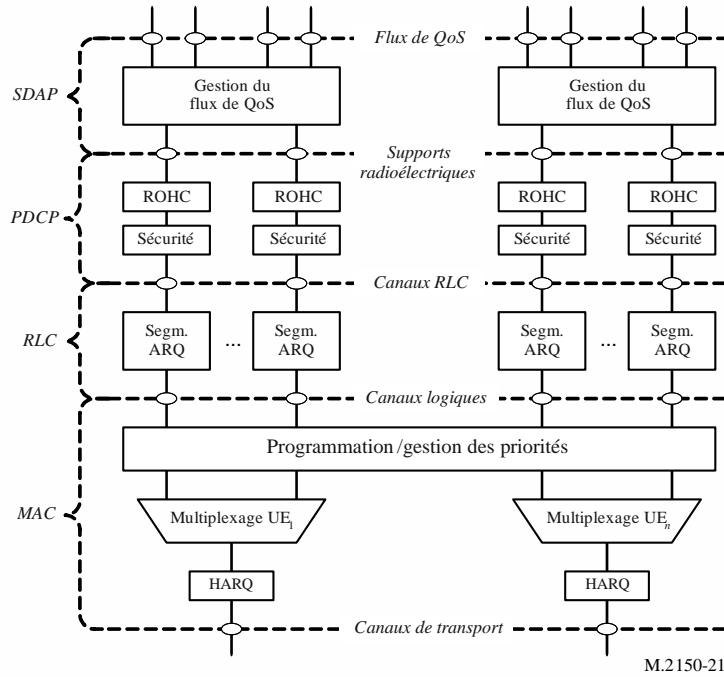 Flux de QoS
SDAP
Gestion du
flux de QoS
Gestion du
flux de QoS
Supports
radioélectriques
PDCP
ROHC
ROHC
ROHC
ROHC
Sécurité
Sécurité
Sécurité
Sécurité
Canaux RLC
RLC
Segm.
ARQ
...
Segm.
ARQ
Segm.
ARQ
...
Segm.
ARQ
Canaux logiques
MAC
Programmation/gestion des priorités
Multiplexage UE1
Multiplexage UEn
HARQ
HARQ
Canaux de transport
M.2150-21